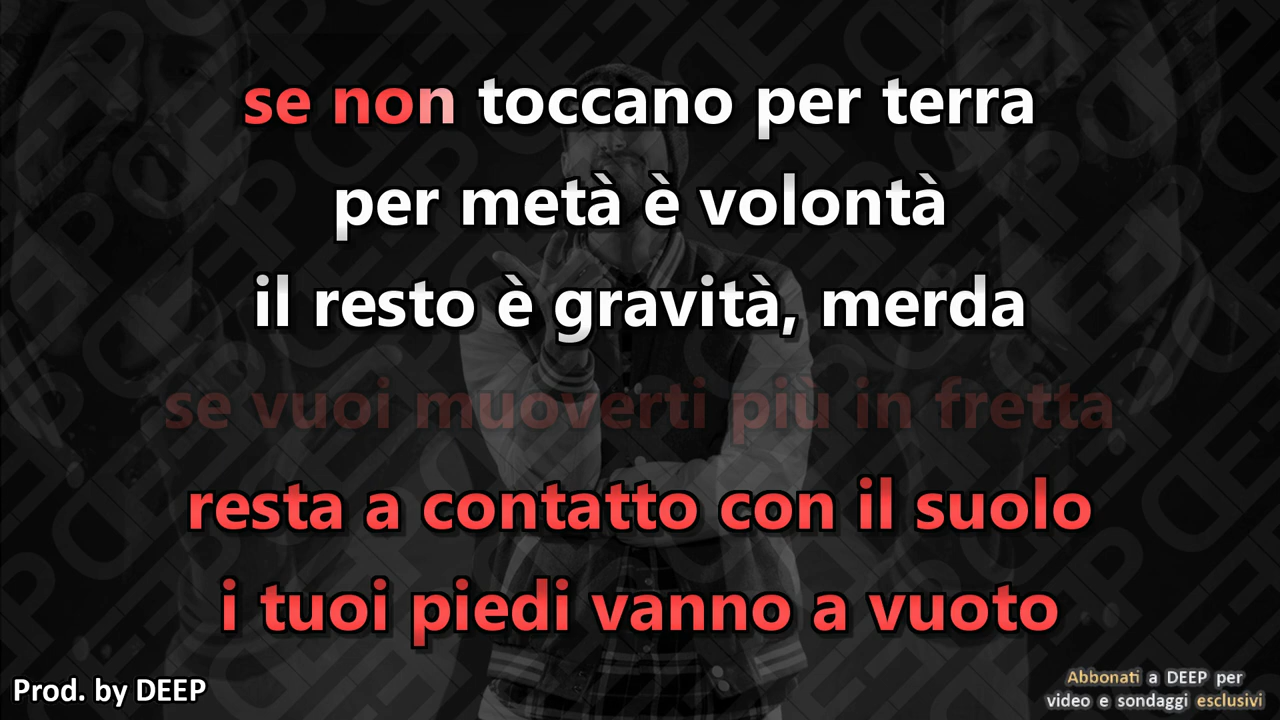 se non toccano per terra
per metà è volontà
il resto è gravità, merda
se vuoi muoverti più in fretta
resta a contatto con il suolo
i tuoi piedi vanno a vuoto
Prod. by DEEP
Abbonati a DEEP per
video e sondaggi esclusivi